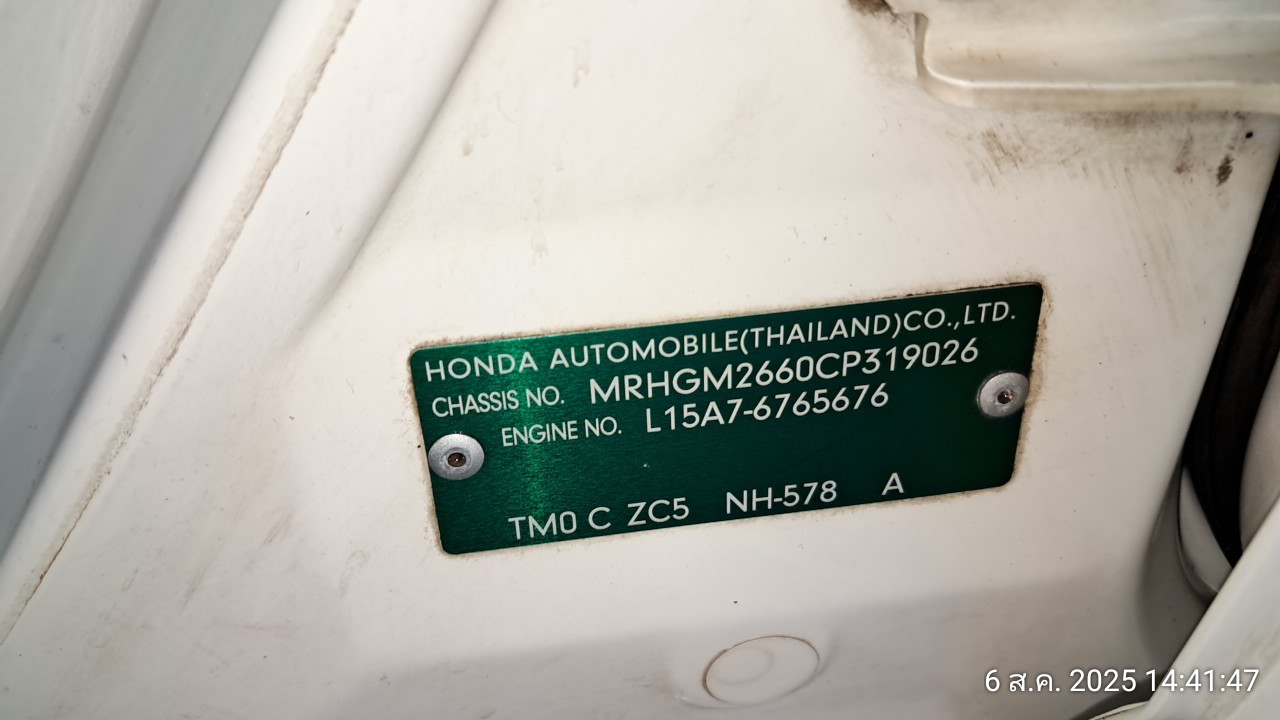 HONDA AUTOMOBILE(THAILAND)CO.,LTD.
CHASSIS NO. MRHGM2660CP319026
ENGINE NO. L15A7-6765676
TM0 C ZC5 NH-578 A
6 ส.ค. 2025 14:41:47